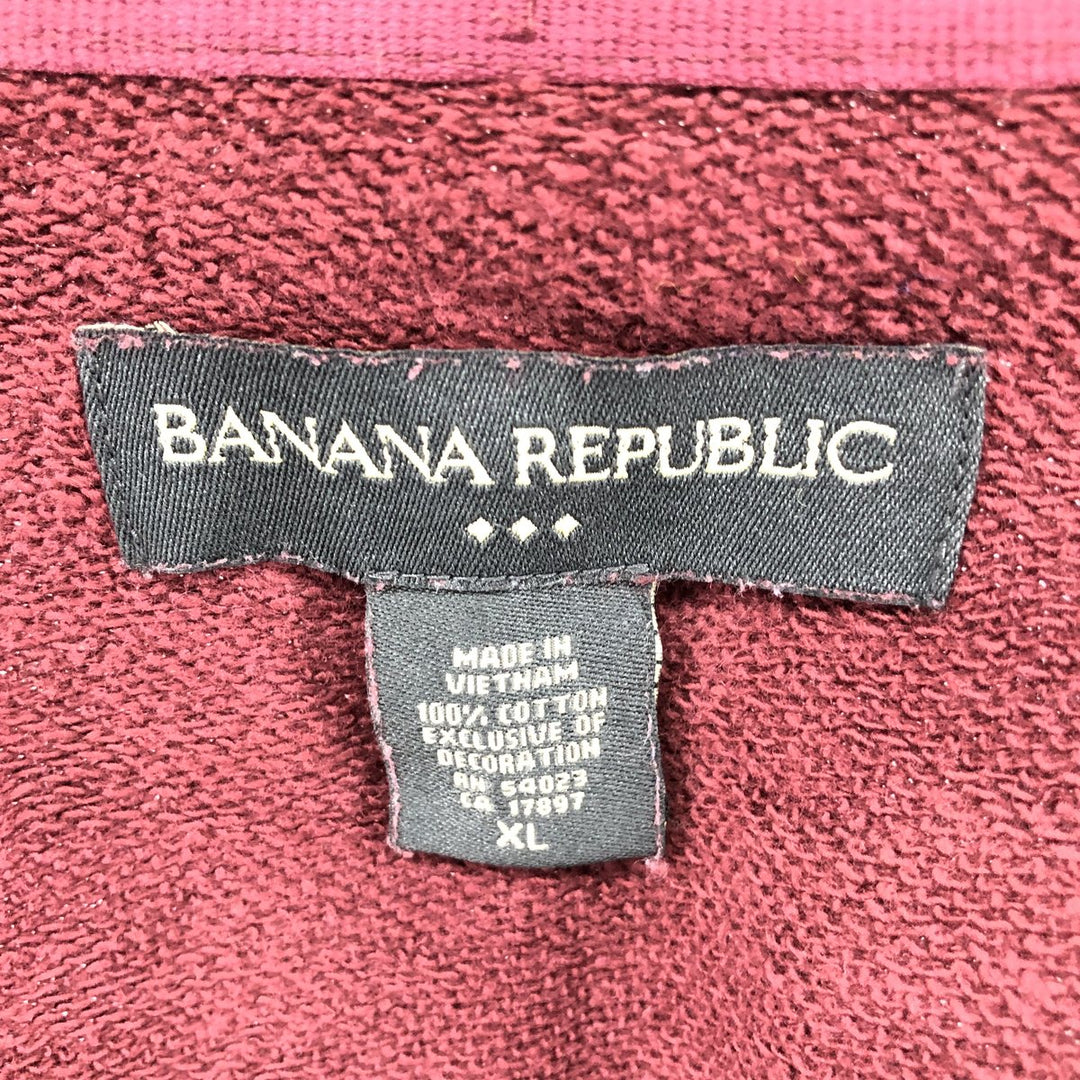 BANANA REPUBLIC
MADE IN
VIETNAM
100% COTTON
EXCLUSIVE OF
DECORATION
RN 54023
CA 17897
XL